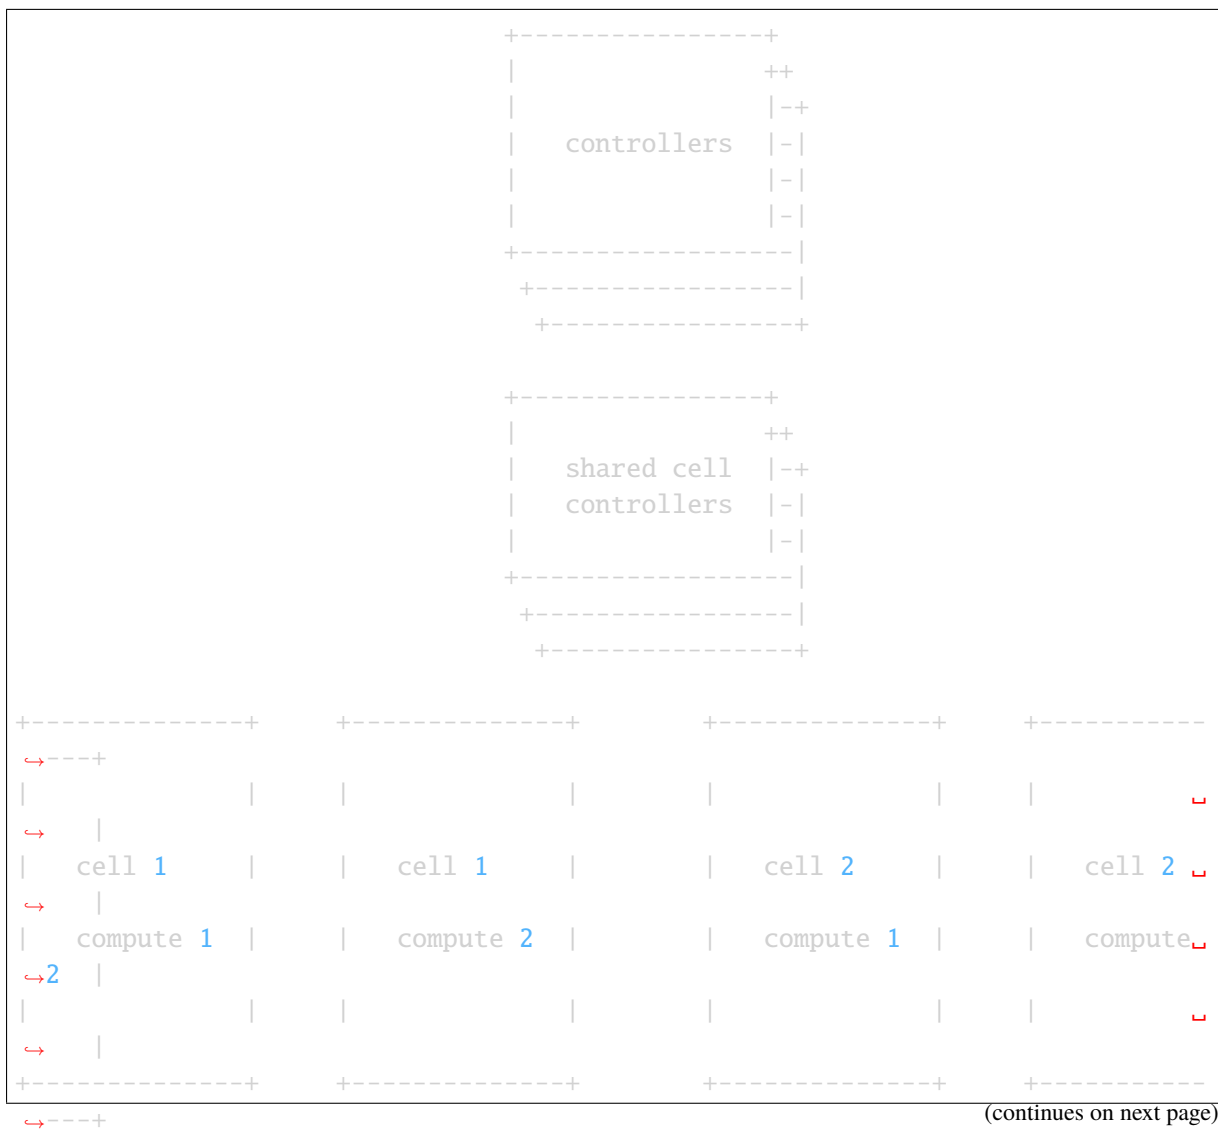 +-----------------+
                                |                 ++
                                |                 |-+
                                |   controllers   |-|
                                |                 |-|
                                |                 |-|
                                +------------------|
                                 +-----------------|
                                  +-----------------+

                                +-----------------+
                                |                 ++
                                |   shared cell   |-+
                                |   controllers   |-|
                                |                 |-|
                                +------------------|
                                 +-----------------|
                                  +-----------------+

+---------------+     +---------------+        +---------------+     +-----------
↪----+
|               |     |               |        |               |     |          ␣
↪    |
|   cell 1      |     |   cell 1      |        |   cell 2      |     |   cell 2 ␣
↪    |
|   compute 1   |     |   compute 2   |        |   compute 1   |     |   compute␣
↪2   |
|               |     |               |        |               |     |          ␣
↪    |
+---------------+     +---------------+        +---------------+     +-----------
↪----+
(continues on next page)